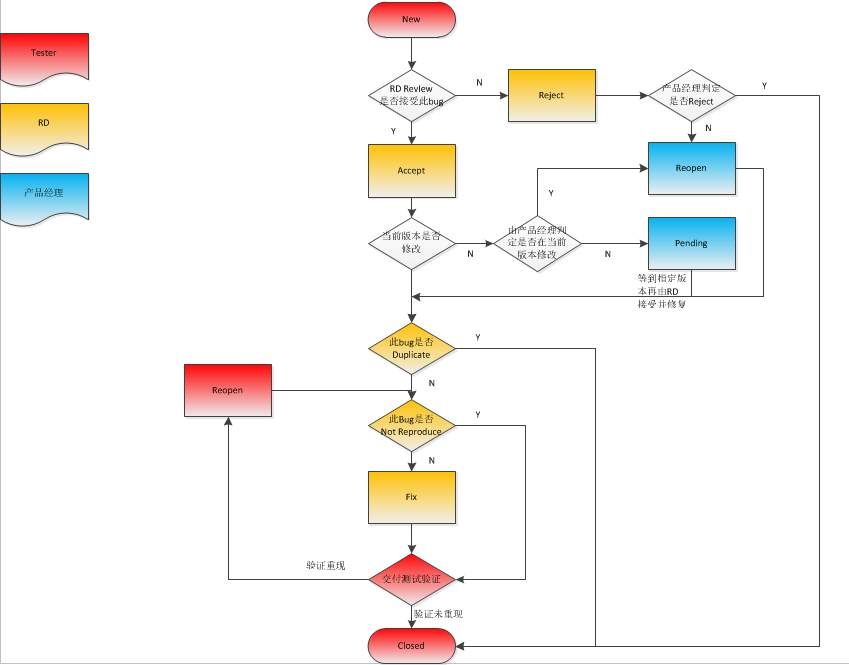 New
Tester
RD Review
是否接受此bug
N
Reject
产品经理判定
是否Reject
Y
RD
Y
N
Accept
Reopen
产品经理
Y
当前版本是否
修改
N
由产品经理判
定是否在当前
版本修改
N
Pending
等到指定版
本再由RD
接受并修复
此bug是否
Duplicate
Y
N
Reopen
此Bug是否
Not Reproduce
Y
N
Fix
验证重现
交付测试验证
验证未重现
Closed